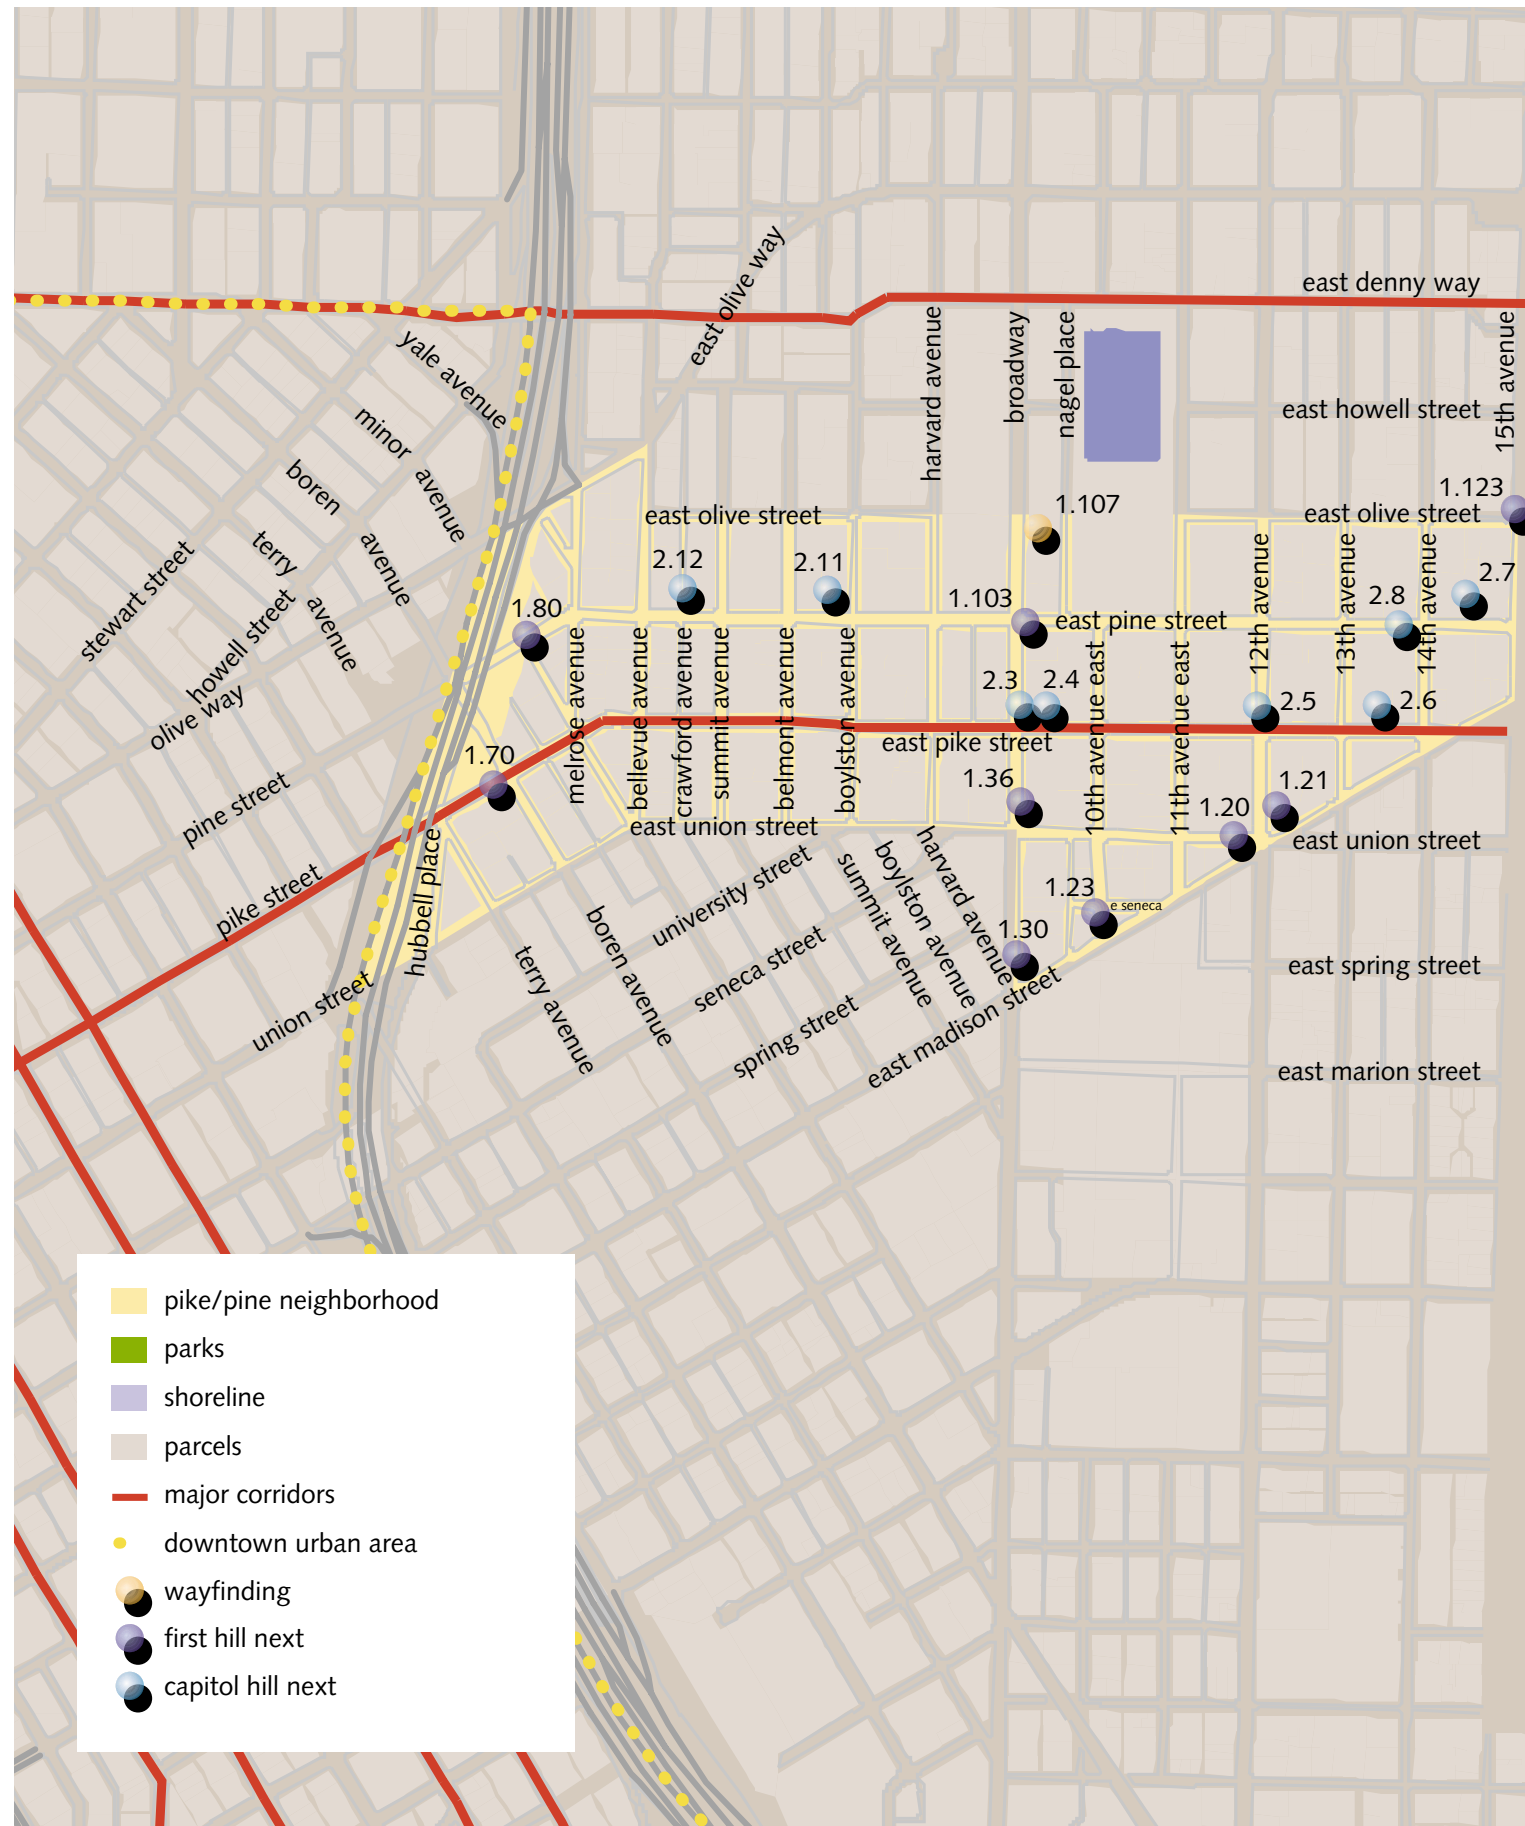 east olive way
east denny way
yale avenue
harvard avenue
broadway
nagel place
15th avenue
minor
avenue
east howell street
boren
avenue
1.123
1.107
east olive street
east olive street
terry
avenue
stewart street
howell street
olive way
2.12
2.11
2.7
2.8
1.80
1.103
12th avenue
13th avenue
14th avenue
east pine street
melrose avenue
bellevue avenue
crawford avenue
summit avenue
belmont avenue
boylston avenue
10th avenue east
11th avenue east
2.3
2.4
2.5
2.6
east pike street
1.70
1.36
1.21
1.20
pine street
east union street
east union street
hubbell place
pike street
university street
summit avenue
boylston avenue
harvard avenue
1.23
e seneca
1.30
boren avenue
terry avenue
seneca street
east spring street
union street
spring street
east madison street
east marion street
pike/pine neighborhood
parks
shoreline
parcels
major corridors
downtown urban area
wayfinding
first hill next
capitol hill next